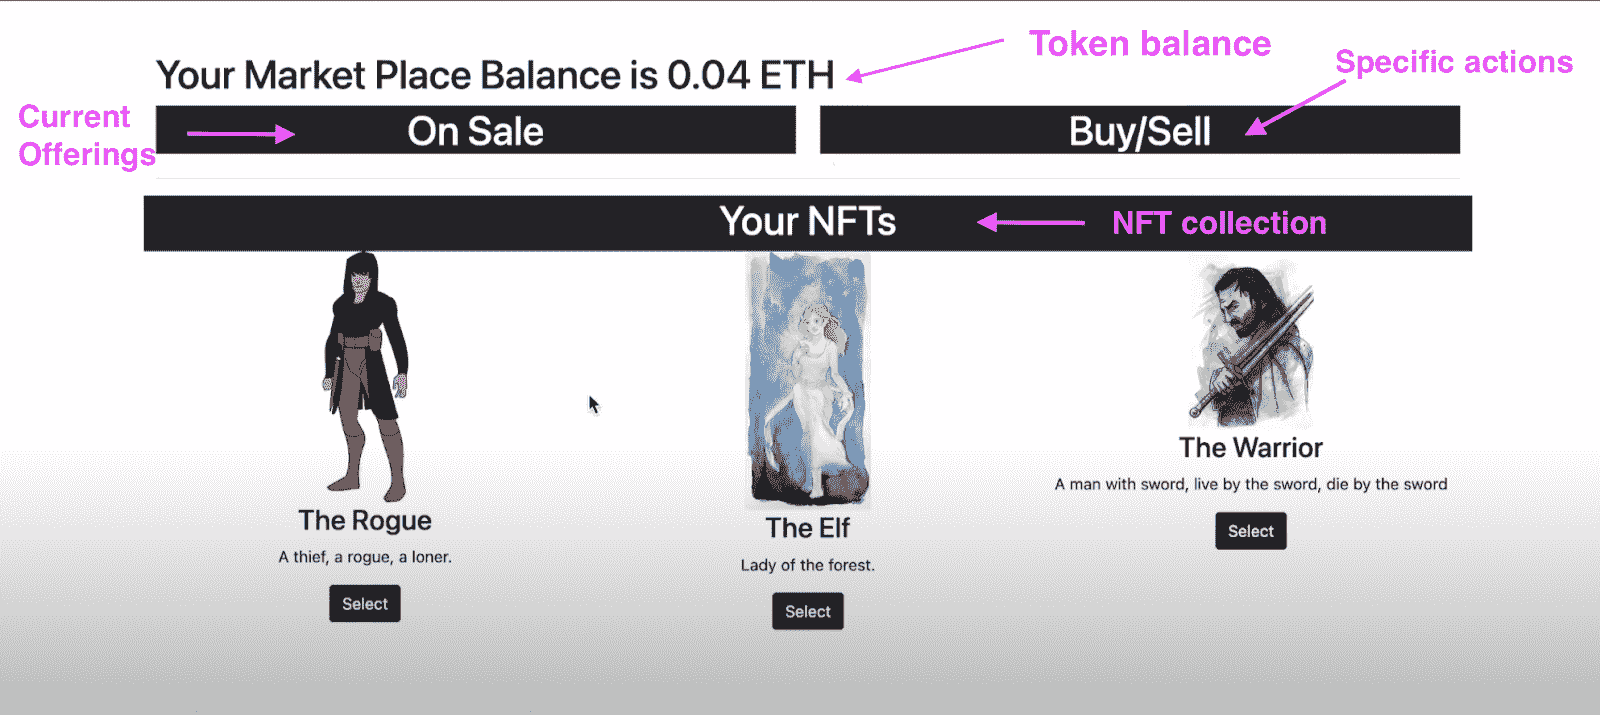 Token balance
Specific actions
Your Market Place Balance is 0.04 ETH
Current
Offerings
On Sale
Buy/Sell
Your NFTs
NFT collection
The Rogue
A thief, a rogue, a loner.
Select
The Elf
Lady of the forest.
Select
The Warrior
A man with sword, live by the sword, die by the sword
Select